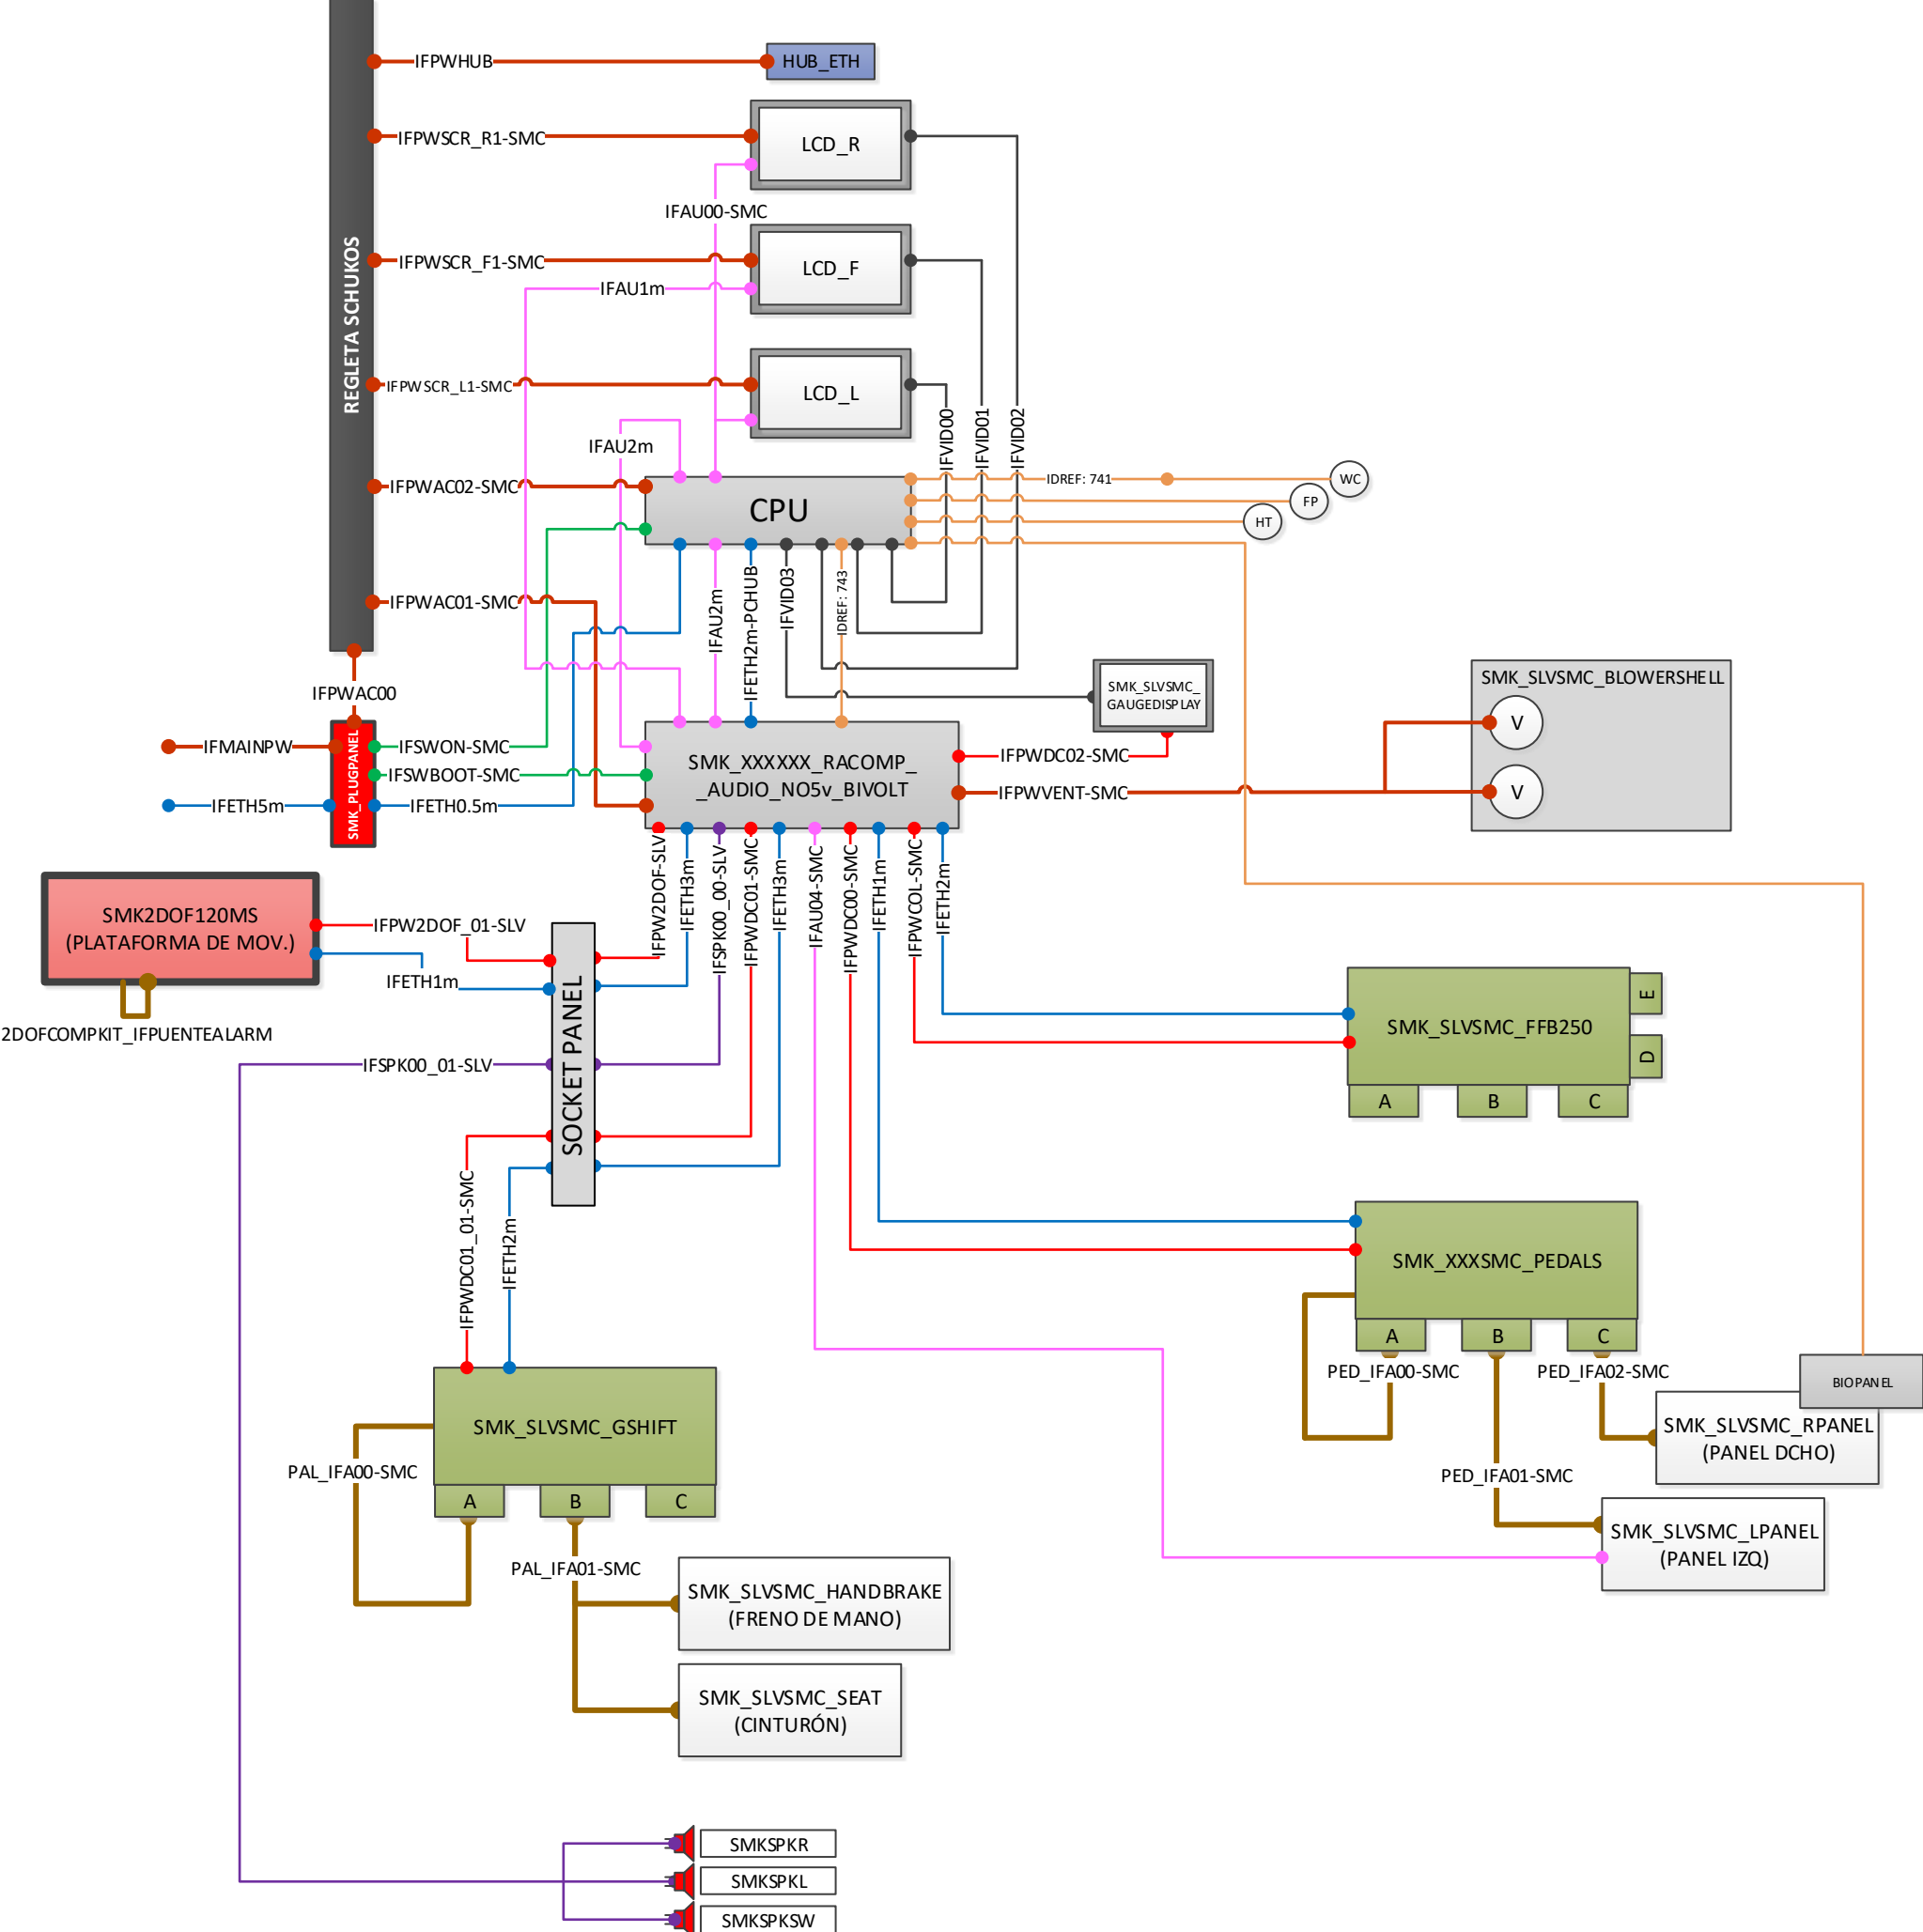 IFPWHUB
HUB_ETH
IFPWSCR_R1-SMC
LCD_R
IFAU00-SMC
REGLETA SCHUKOS
IFPWSCR_F1-SMC
LCD_F
IFAU1m
IFPWSCR_L1-SMC
LCD_L
IFVID00
IFVID01
IFVID02
IFAU2m
IFPWAC02-SMC
CPU
IDREF: 741
WC
FP
HT
IFPWAC01-SMC
IFAU2m
IFETH2m-PCHUB
IFVID03
IDREF: 743
IFPWAC00
SMK_SLVSMC_
GAUGEDISPLAY
SMK_SLVSMC_BLOWERSHELL
V
V
IFMAINPW
SMK_PLUGPANEL
IFSWON-SMC
IFSWBOOT-SMC
IFETH5m
IFETH0.5m
SMK_XXXXXX_RACOMP_
_AUDIO_NO5v_BIVOLT
IFPWDC02-SMC
IFPWVENT-SMC
IFPW2DOF-SLV
IFETH3m
IFSPK00_00-SLV
IFPWDC01-SMC
IFETH3m
IFAU04-SMC
IFPWDC00-SMC
IFETH1m
IFPWCOL-SMC
IFETH2m
SMK2DOF120MS
(PLATAFORMA DE MOV.)
IFPW2DOF_01-SLV
IFETH1m
2DOFCOMPKIT_IFPUENTEALARM
IFSPK00_01-SLV
SOCKET PANEL
SMK_SLVSMC_FFB250
E
D
A
B
C
IFPWDC01_01-SMC
IFETH2m
SMK_XXXSMC_PEDALS
A
B
C
PED_IFA00-SMC
PED_IFA02-SMC
BIOPANEL
SMK_SLVSMC_RPANEL
(PANEL DCHO)
PED_IFA01-SMC
SMK_SLVSMC_LPANEL
(PANEL IZQ)
SMK_SLVSMC_GSHIFT
PAL_IFA00-SMC
A
B
C
PAL_IFA01-SMC
SMK_SLVSMC_HANDBRAKE
(FRENO DE MANO)
SMK_SLVSMC_SEAT
(CINTURÓN)
SMKSPKR
SMKSPKL
SMKSPKSW